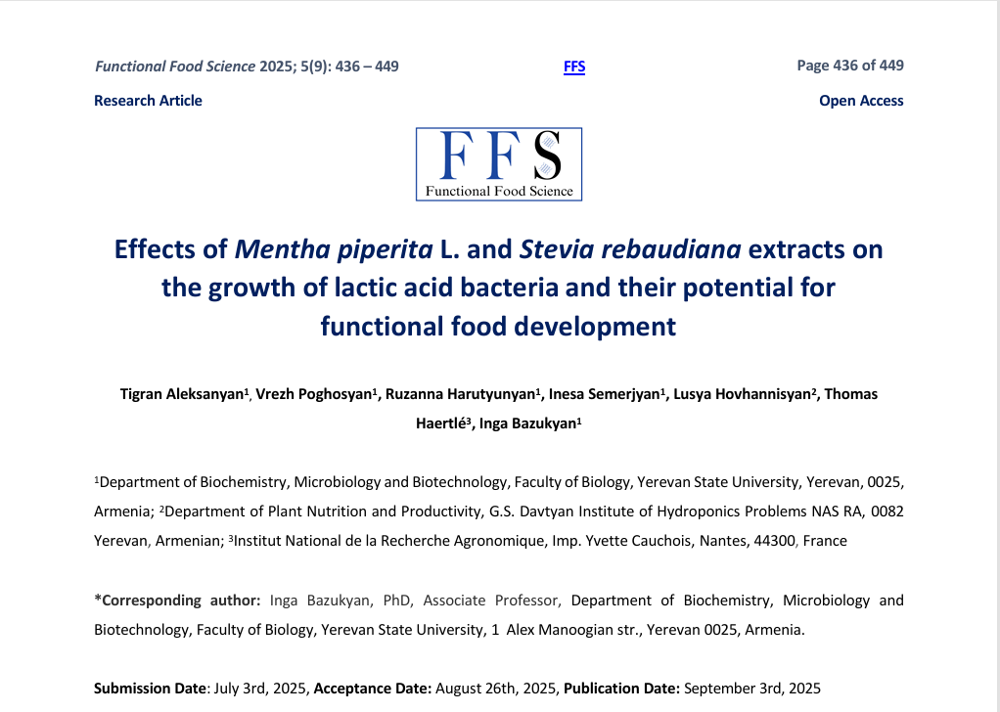 Functional Food Science 2025; 5(9): 436 – 449 FFS Page 436 of 449
Research Article Open Access
FFS
Functional Food Science
Effects of Mentha piperita L. and Stevia rebaudiana extracts on
the growth of lactic acid bacteria and their potential for
functional food development
Tigran Aleksanyan¹, Vrezh Poghosyan¹, Ruzanna Harutyunyan¹, Inesa Semerjyan¹, Lusya Hovhannisyan², Thomas
Haertlé³, Inga Bazukyan¹
¹Department of Biochemistry, Microbiology and Biotechnology, Faculty of Biology, Yerevan State University, Yerevan, 0025,
Armenia; ²Department of Plant Nutrition and Productivity, G.S. Davtyan Institute of Hydroponics Problems NAS RA, 0082
Yerevan, Armenian; ³Institut National de la Recherche Agronomique, Imp. Yvette Cauchois, Nantes, 44300, France
*Corresponding author: Inga Bazukyan, PhD, Associate Professor, Department of Biochemistry, Microbiology and
Biotechnology, Faculty of Biology, Yerevan State University, 1 Alex Manoogian str., Yerevan 0025, Armenia.
Submission Date: July 3rd, 2025, Acceptance Date: August 26th, 2025, Publication Date: September 3rd, 2025